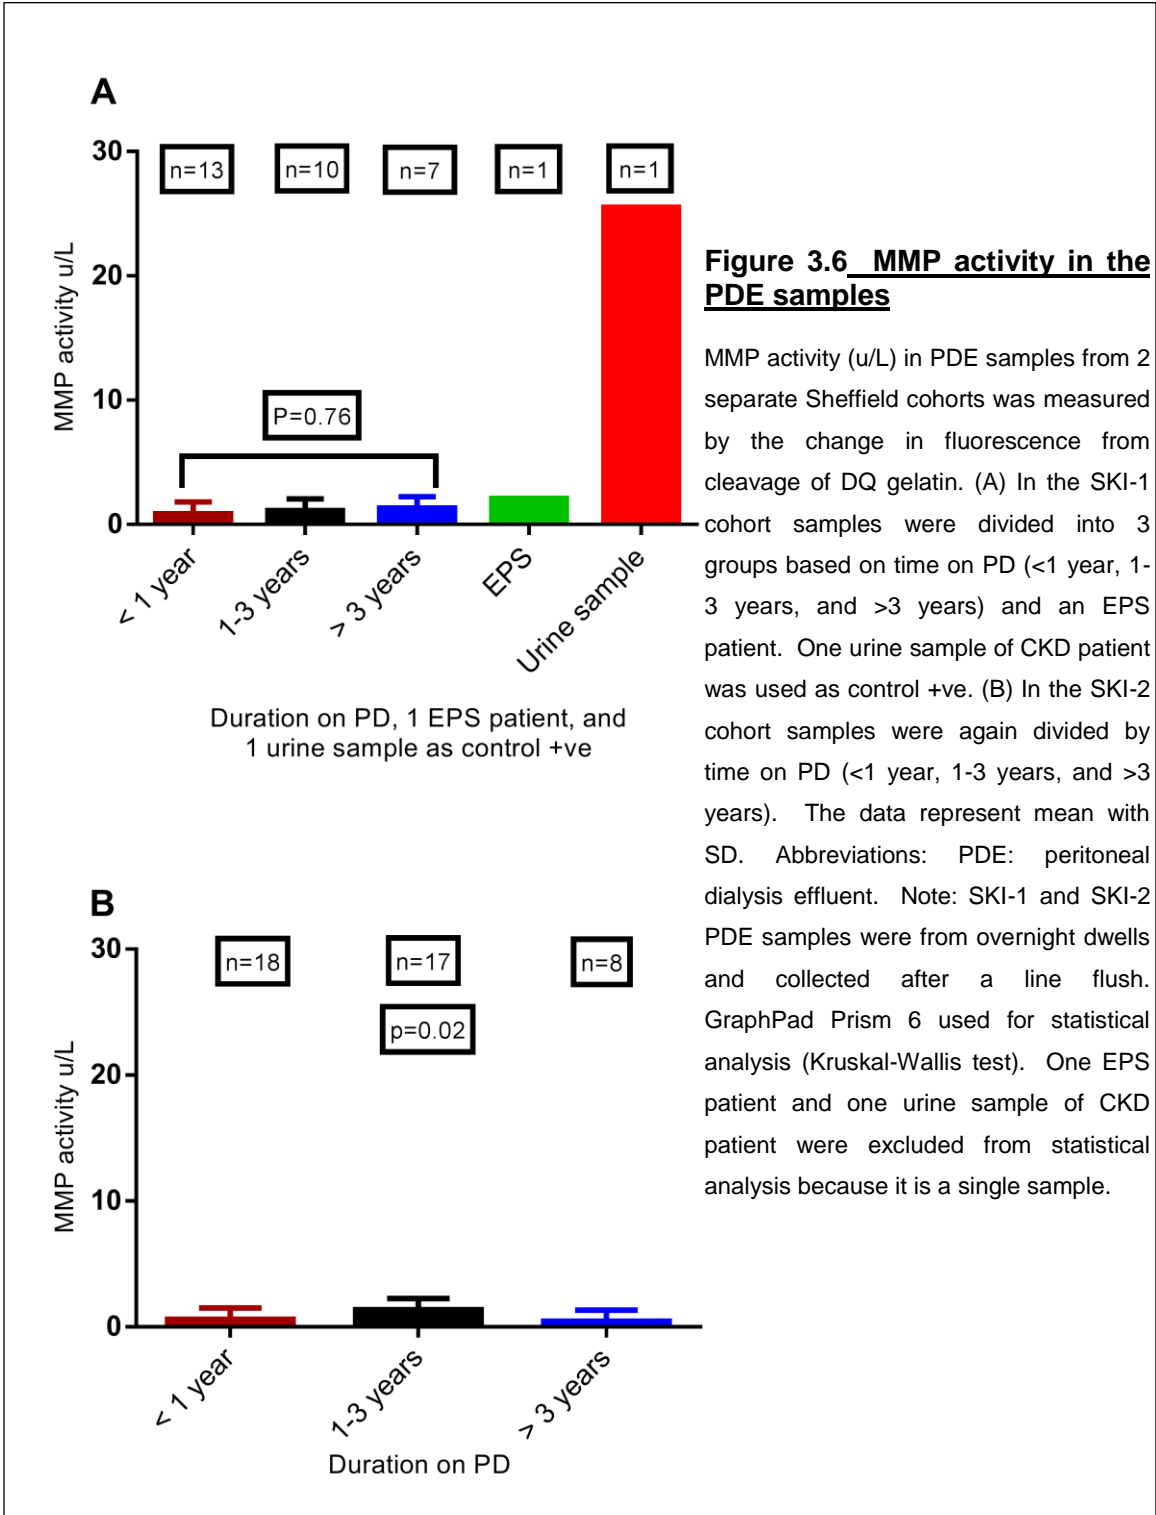 A
30
20
10
0
MMP activity u/L
n=13
n=10
n=7
n=1
n=1
P=0.76
< 1 year
1-3 years
> 3 years
EPS
Urine sample
Duration on PD, 1 EPS patient, and
1 urine sample as control +ve
B
30
20
10
0
MMP activity u/L
n=18
n=17
n=8
p=0.02
< 1 year
1-3 years
> 3 years
Duration on PD
Figure 3.6 MMP activity in the
PDE samples
MMP activity (u/L) in PDE samples from 2
separate Sheffield cohorts was measured
by the change in fluorescence from
cleavage of DQ gelatin. (A) In the SKI-1
cohort samples were divided into 3
groups based on time on PD (<1 year, 1-
3 years, and >3 years) and an EPS
patient. One urine sample of CKD patient
was used as control +ve. (B) In the SKI-2
cohort samples were again divided by
time on PD (<1 year, 1-3 years, and >3
years). The data represent mean with
SD. Abbreviations: PDE: peritoneal
dialysis effluent. Note: SKI-1 and SKI-2
PDE samples were from overnight dwells
and collected after a line flush.
GraphPad Prism 6 used for statistical
analysis (Kruskal-Wallis test). One EPS
patient and one urine sample of CKD
patient were excluded from statistical
analysis because it is a single sample.